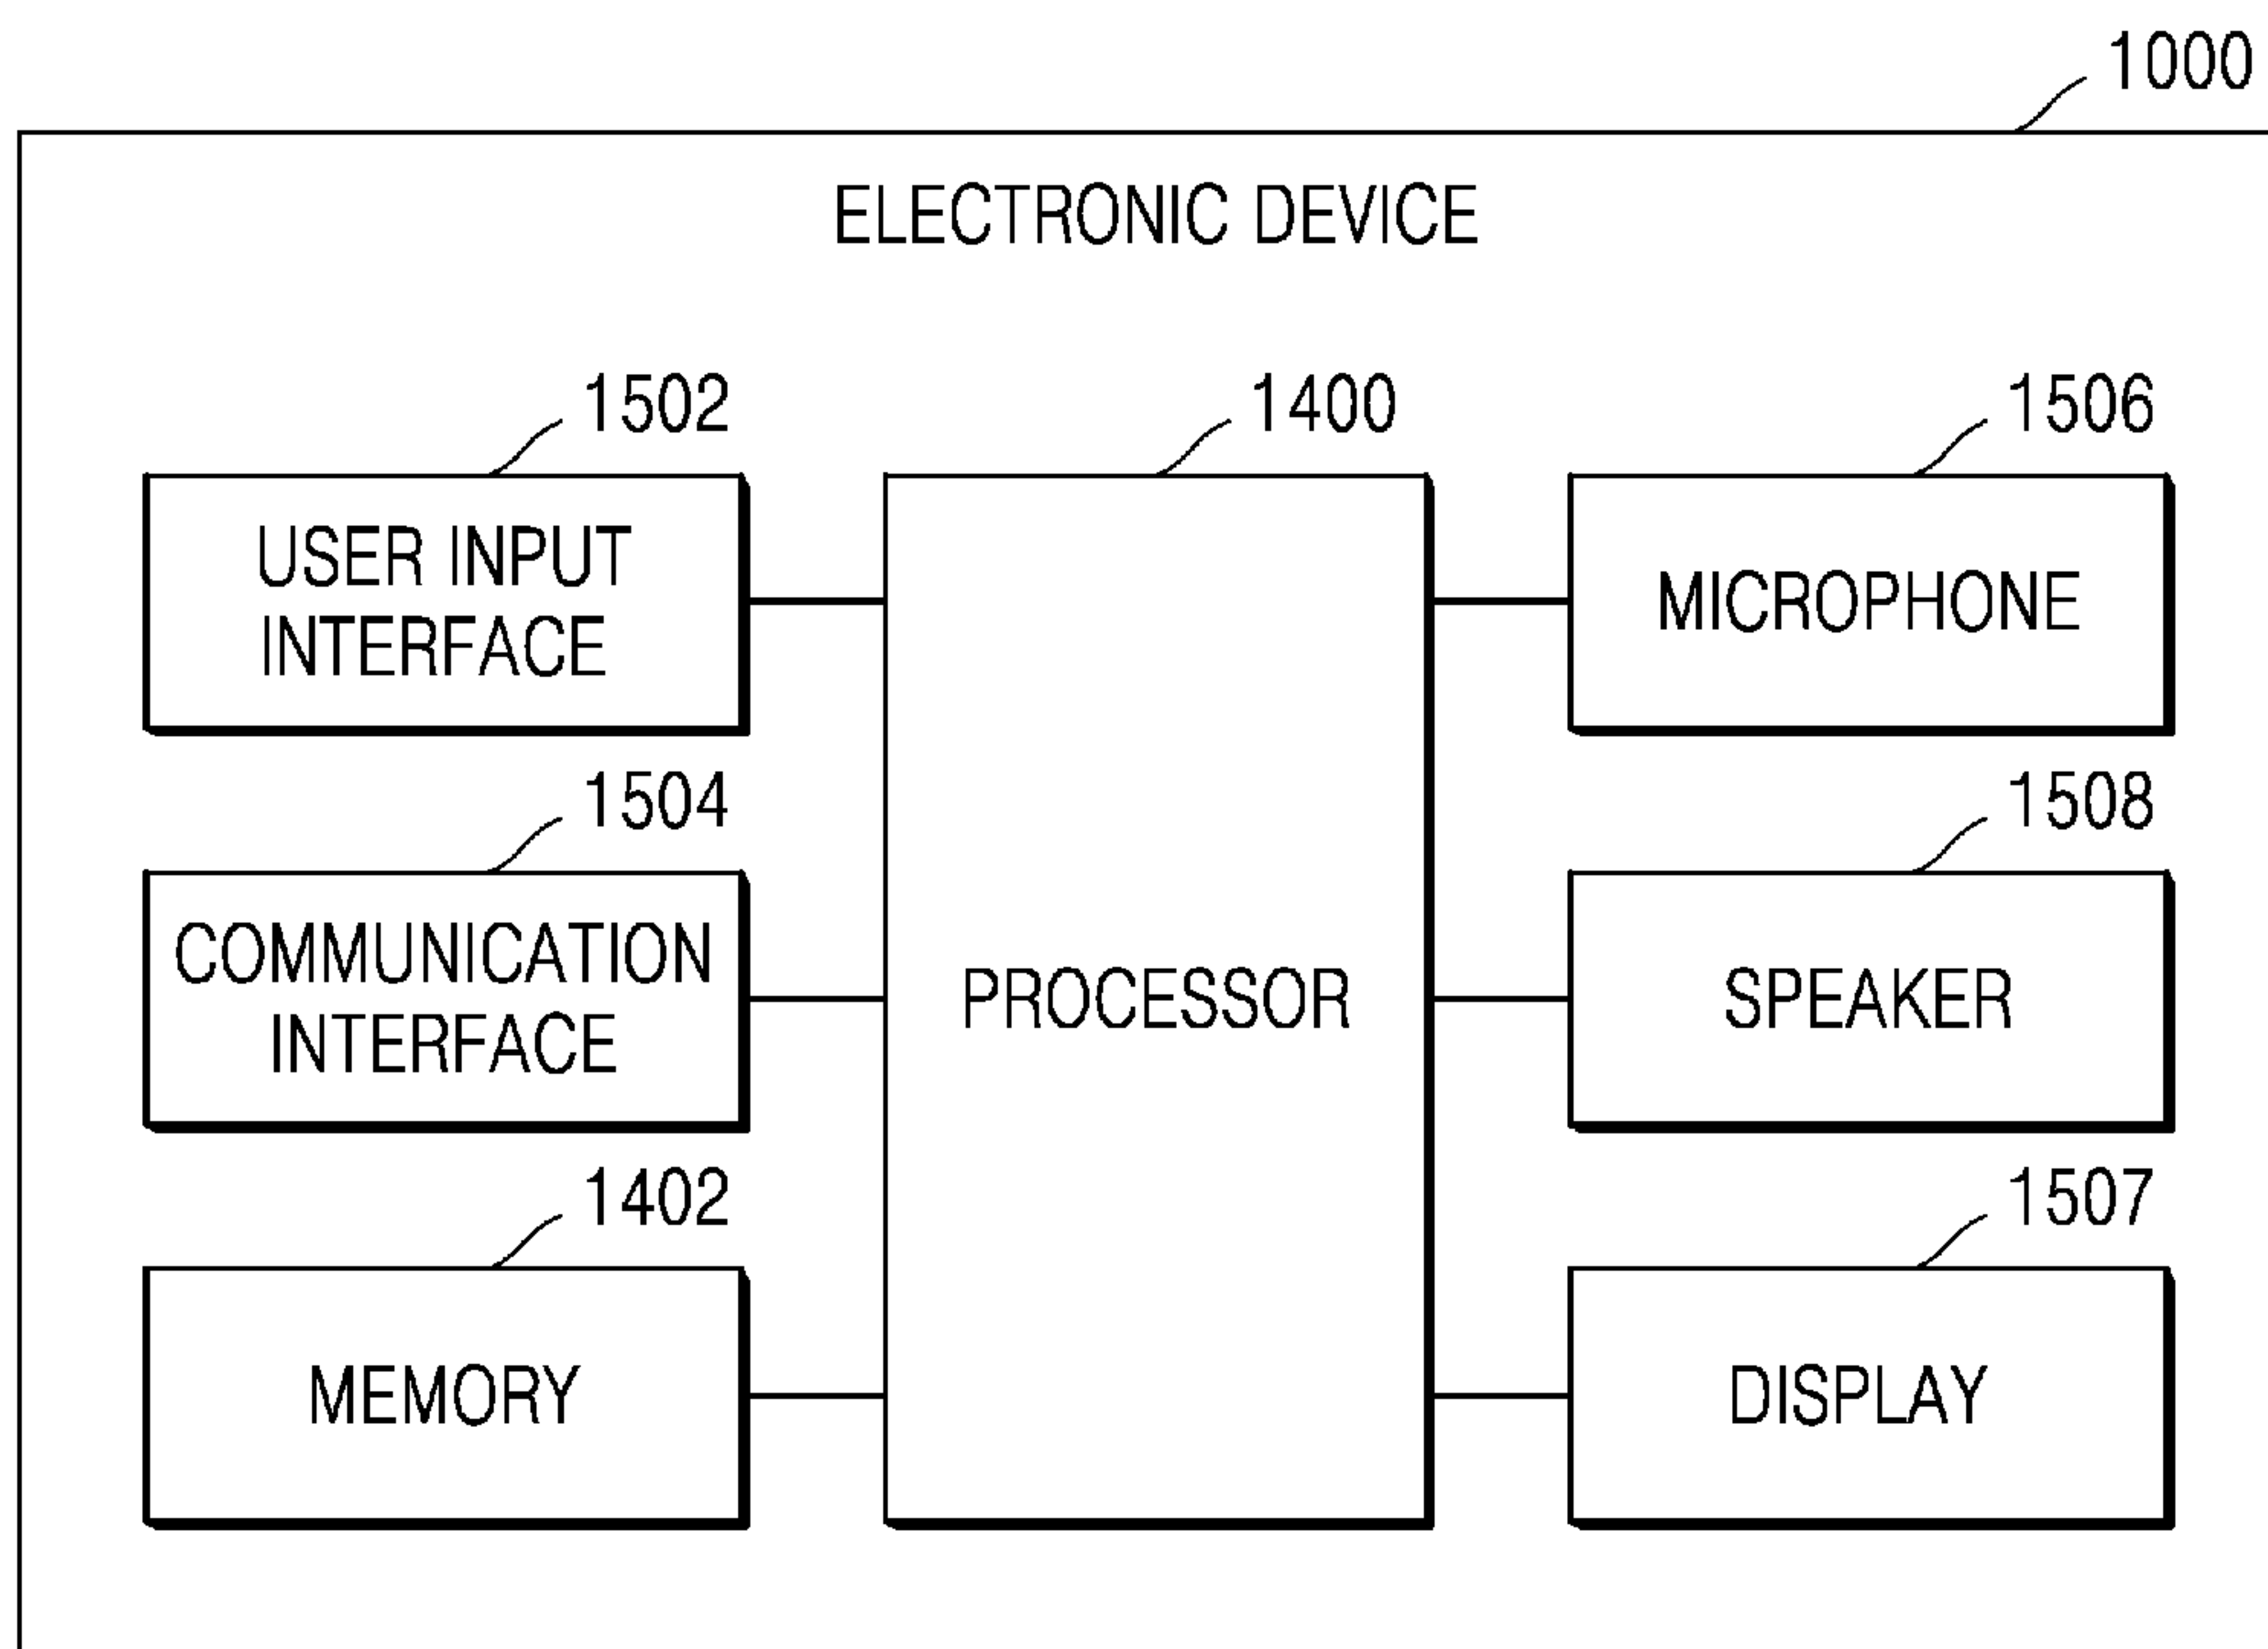 1000
ELECTRONIC DEVICE
1502
1400
1506
USER INPUT
INTERFACE
MICROPHONE
1504
1508
COMMUNICATION
INTERFACE
PROCESSOR
SPEAKER
1402
1507
MEMORY
DISPLAY